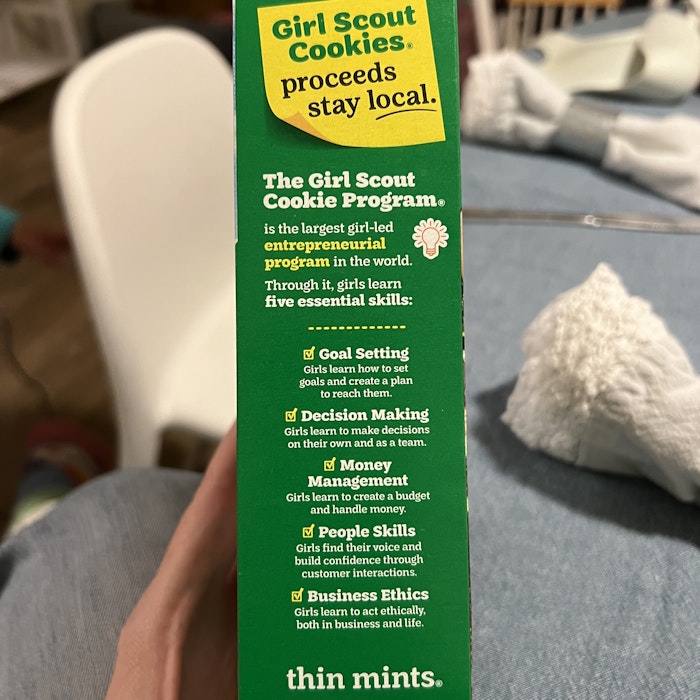 Girl Scout
Cookies®
proceeds
stay local.
The Girl Scout
Cookie Program®
is the largest girl-led
entrepreneurial
program in the world.
Through it, girls learn
five essential skills:
Goal Setting
Girls learn how to set
goals and create a plan
to reach them.
Decision Making
Girls learn to make decisions
on their own and as a team.
Money
Management
Girls learn to create a budget
and handle money.
People Skills
Girls find their voice and
build confidence through
customer interactions.
Business Ethics
Girls learn to act ethically,
both in business and life.
thin mints®